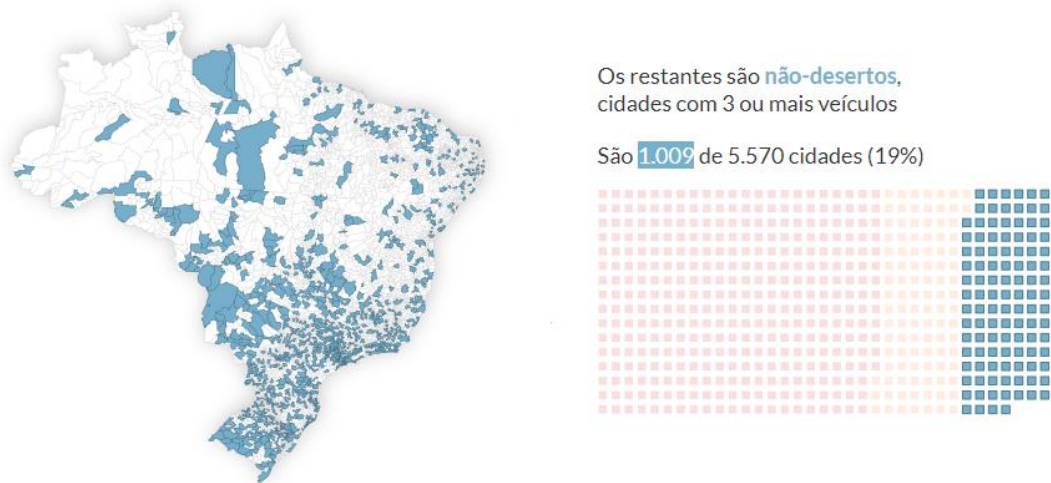 Os restantes são não-desertos,
cidades com 3 ou mais veículos
São 1.009 de 5.570 cidades (19%)